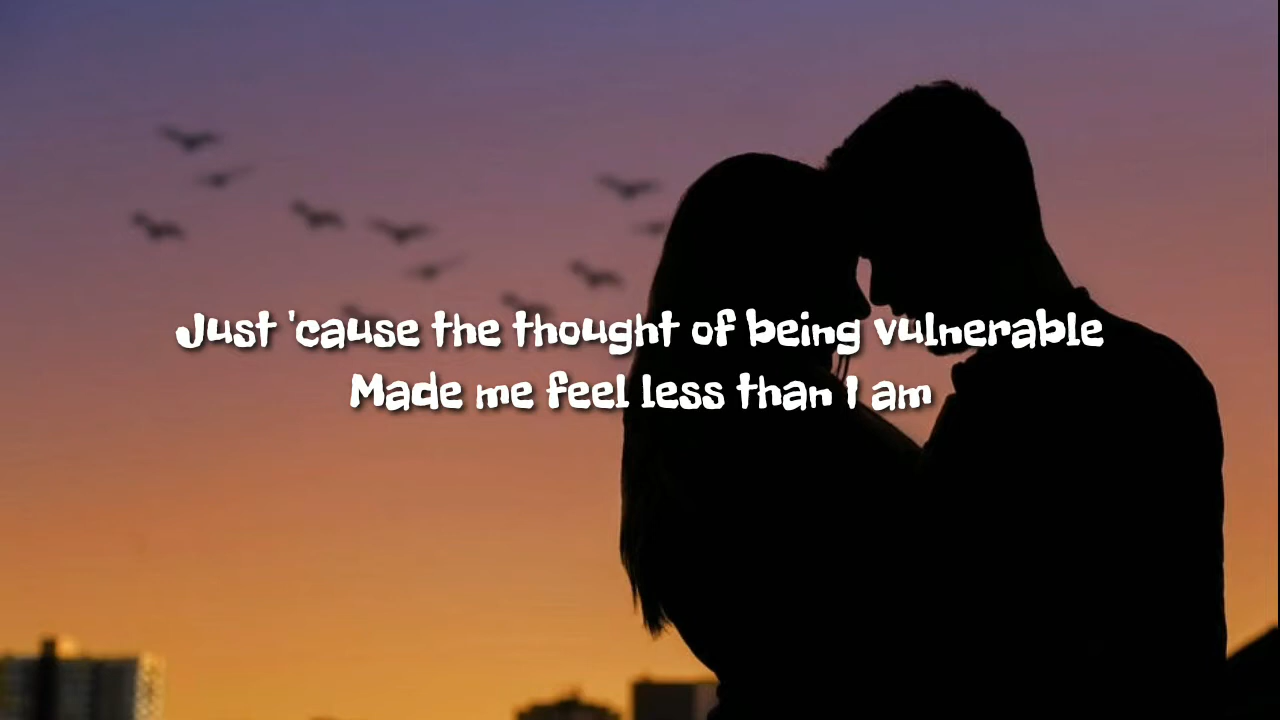 Just 'cause the thought of being vulnerable
Made me feel less than I am